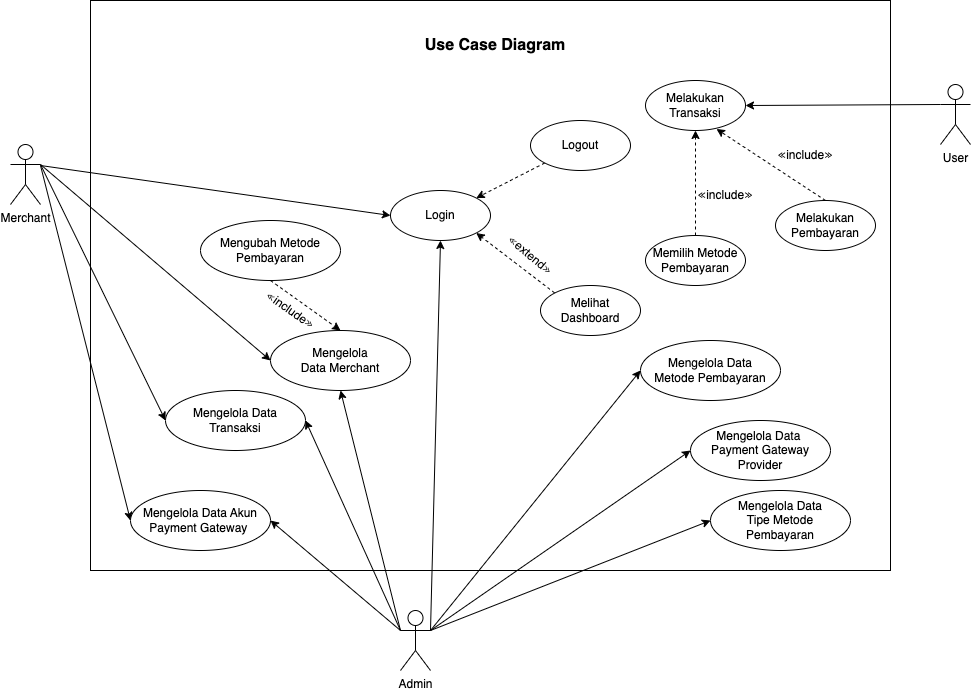 Use Case Diagram
Melakukan
Transaksi
User
Logout
«include»
Merchant
Login
«include»
Melakukan
Pembayaran
Mengubah Metode
Pembayaran
«extend»
Memilih Metode
Pembayaran
«include»
Melihat
Dashboard
Mengelola
Data Merchant
Mengelola Data
Metode Pembayaran
Mengelola Data
Transaksi
Mengelola Data
Payment Gateway
Provider
Mengelola Data Akun
Payment Gateway
Mengelola Data
Tipe Metode
Pembayaran
Admin